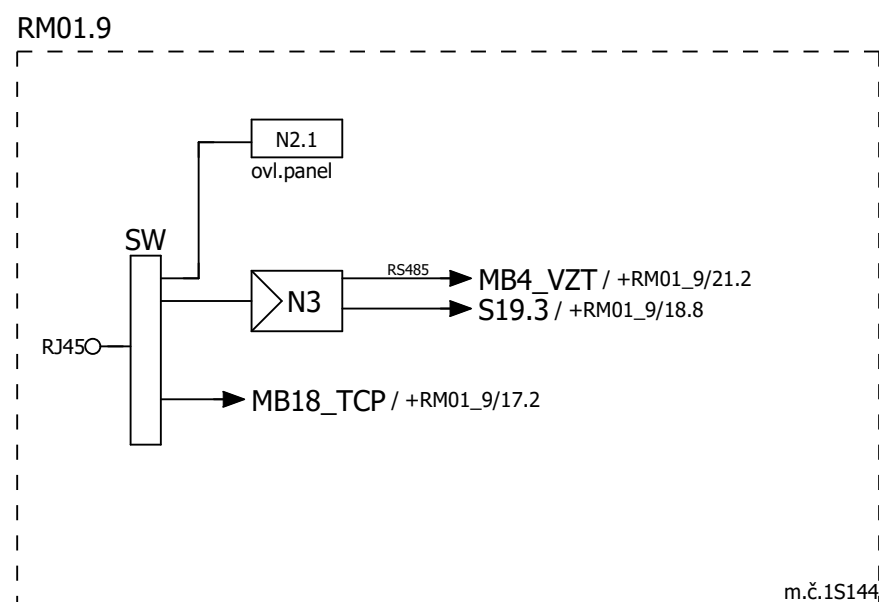 RM01.9
N2.1
ovl.panel
SW
RS485
MB4_VZT / +RM01_9/21.2
N3
S19.3 / +RM01_9/18.8
RJ45
MB18_TCP / +RM01_9/17.2
m.č.1S144